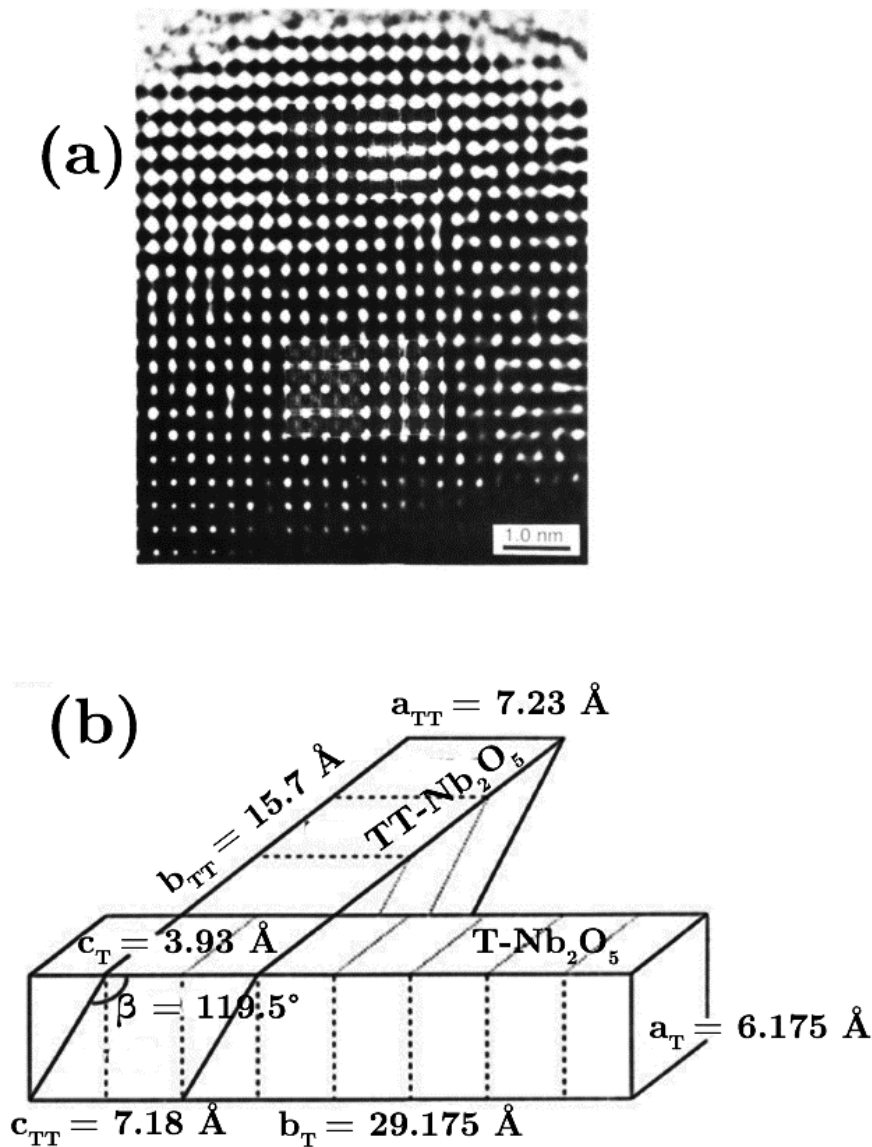 (a)
1.0 nm
(b)
a_TT = 7.23 Å
b_TT = 15.7 Å
TT-Nb₂O₅
c_T = 3.93 Å
T-Nb₂O₅
β = 119.5°
a_T = 6.175 Å
c_TT = 7.18 Å
b_T = 29.175 Å